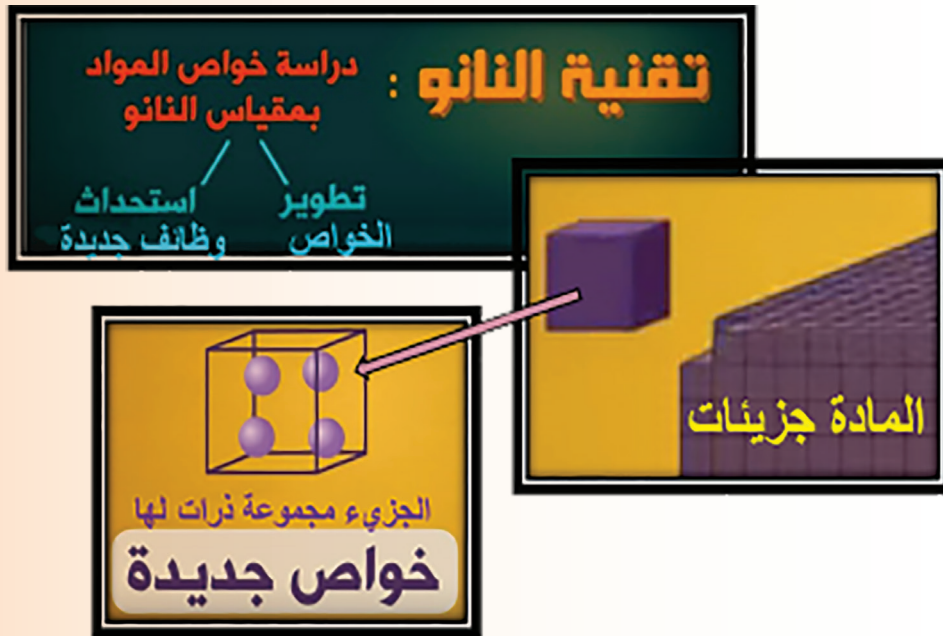 تقنية النانو :
دراسة خواص المواد
بمقياس النانو
تطوير
الخواص
استحداث
وظائف جديدة
المادة جزيئات
الجزيء مجموعة ذرات لها
خواص جديدة